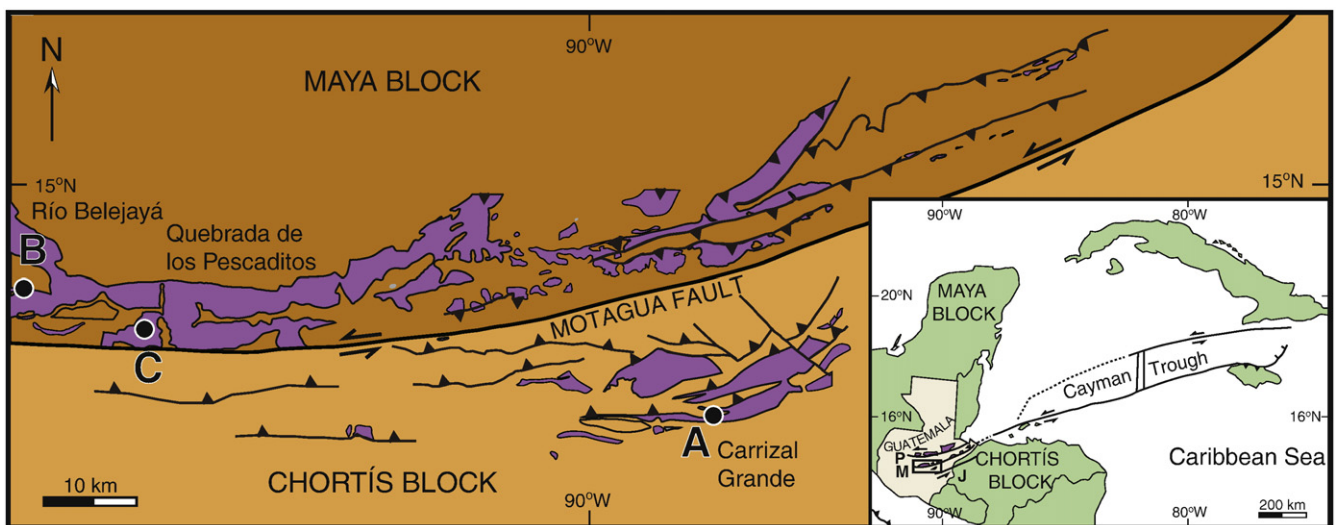 N
90°W
MAYA BLOCK
15°N
Río Belejayá
B
Quebrada de
los Pescaditos
C
MOTAGUA FAULT
15°N
A
Carrizal
Grande
CHORTÍS BLOCK
10 km
90°W
90°W
80°W
20°N
MAYA
BLOCK
20°N
Cayman
Trough
16°N
16°N
GUATEMALA
P
M
J
CHORTÍS
BLOCK
Caribbean Sea
90°W
80°W
200 km